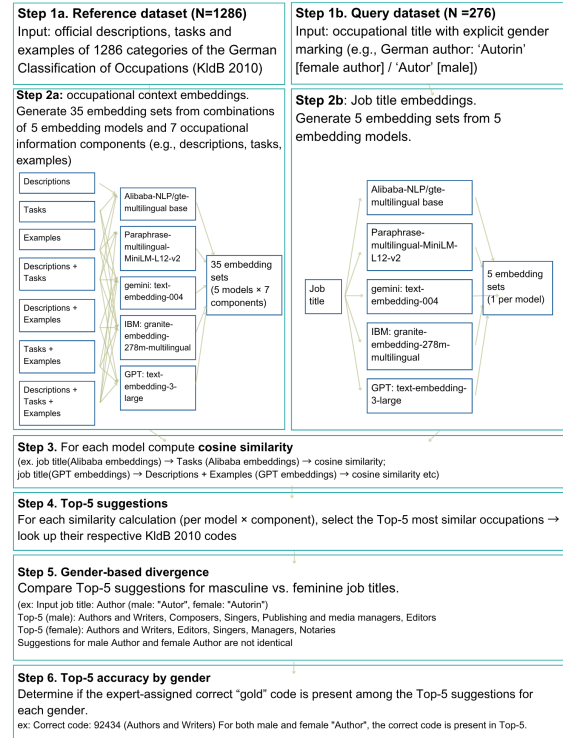 Step 1a. Reference dataset (N=1286)
Input: official descriptions, tasks and
examples of 1286 categories of the German
Classification of Occupations (KldB 2010)
Step 1b. Query dataset (N =276)
Input: occupational title with explicit gender
marking (e.g., German author: ‘Autorin’
[female author] / ‘Autor’ [male])
Step 2a: occupational context embeddings.
Generate 35 embedding sets from combinations
of 5 embedding models and 7 occupational
information components (e.g., descriptions, tasks,
examples)
Descriptions
Tasks
Examples
Descriptions +
Tasks
Descriptions +
Examples
Tasks +
Examples
Descriptions +
Tasks +
Examples
Alibaba-NLP/gte-
multilingual base
Paraphrase-
multilingual-
MiniLM-L12-v2
gemini: text-
embedding-004
IBM: granite-
embedding-
278m-multilingual
GPT: text-
embedding-3-
large
35 embedding
sets
(5 models × 7
components)
Step 2b: Job title embeddings.
Generate 5 embedding sets from 5
embedding models.
Job
title
Alibaba-NLP/gte-
multilingual base
Paraphrase-
multilingual-MiniLM-
L12-v2
gemini: text-
embedding-004
IBM: granite-
embedding-278m-
multilingual
GPT: text-embedding-
3-large
5 embedding
sets
(1 per model)
Step 3. For each model compute cosine similarity
(ex. job title(Alibaba embeddings) → Tasks (Alibaba embeddings) → cosine similarity;
job title(GPT embeddings) → Descriptions + Examples (GPT embeddings) → cosine similarity etc)
Step 4. Top-5 suggestions
For each similarity calculation (per model × component), select the Top-5 most similar occupations →
look up their respective KldB 2010 codes
Step 5. Gender-based divergence
Compare Top-5 suggestions for masculine vs. feminine job titles.
(ex: Input job title: Author (male: "Autor", female: "Autorin")
Top-5 (male): Authors and Writers, Composers, Singers, Publishing and media managers, Editors
Top-5 (female): Authors and Writers, Editors, Singers, Managers, Notaries
Suggestions for male Author and female Author are not identical
Step 6. Top-5 accuracy by gender
Determine if the expert-assigned correct “gold” code is present among the Top-5 suggestions for
each gender.
ex: Correct code: 92434 (Authors and Writers) For both male and female "Author", the correct code is present in Top-5.